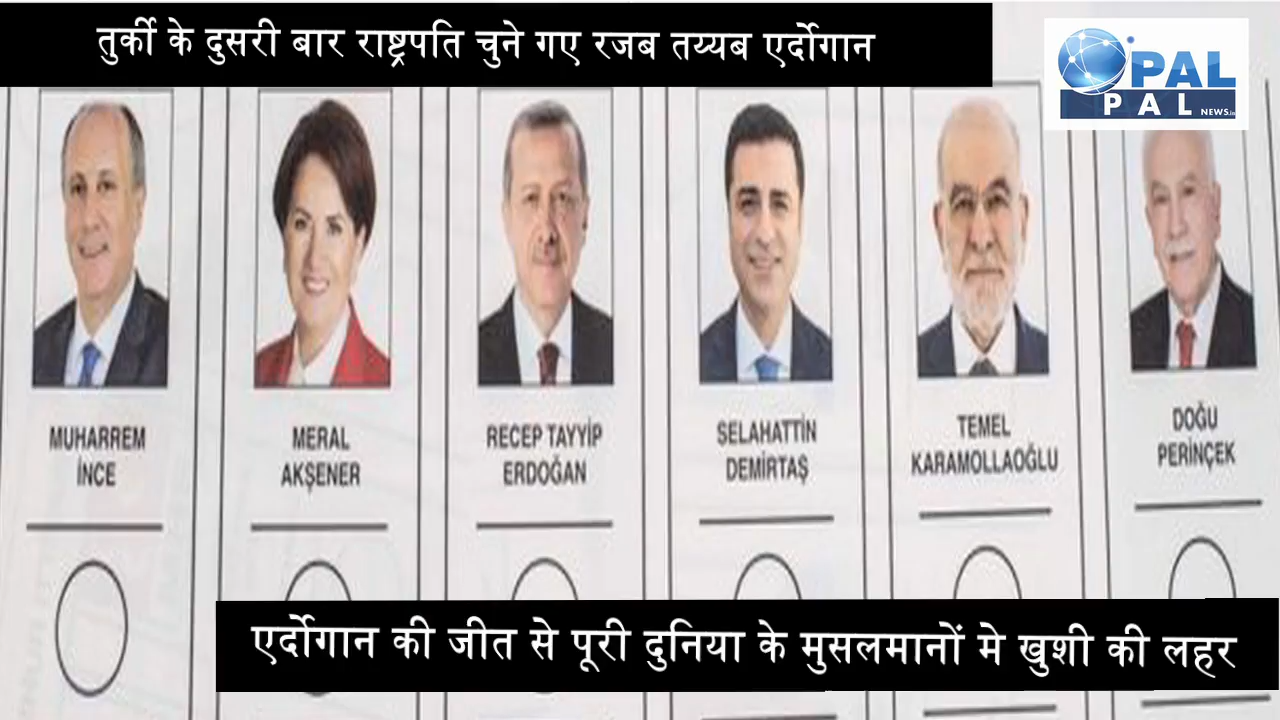 तुर्की के दुसरी बार राष्ट्रपति चुने गए रजब तय्यब एर्दोगान
OPAL
PAL NEWS.in
MUHARREM
İNCE
MERAL
AKŞENER
RECEP TAYYİP
ERDOĞAN
SELAHATTİN
DEMİRTAŞ
TEMEL
KARAMOLLAOĞLU
DOĞU
PERİNÇEK
एर्दोगान की जीत से पूरी दुनिया के मुसलमानों मे खुशी की लहर